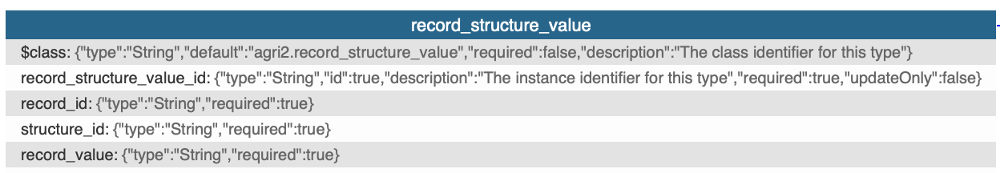 record_structure_value
$class: {"type":"String","default":"agri2.record_structure_value","required":false,"description":"The class identifier for this type"}
record_structure_value_id: {"type":"String","id":true,"description":"The instance identifier for this type","required":true,"updateOnly":false}
record_id: {"type":"String","required":true}
structure_id: {"type":"String","required":true}
record_value: {"type":"String","required":true}